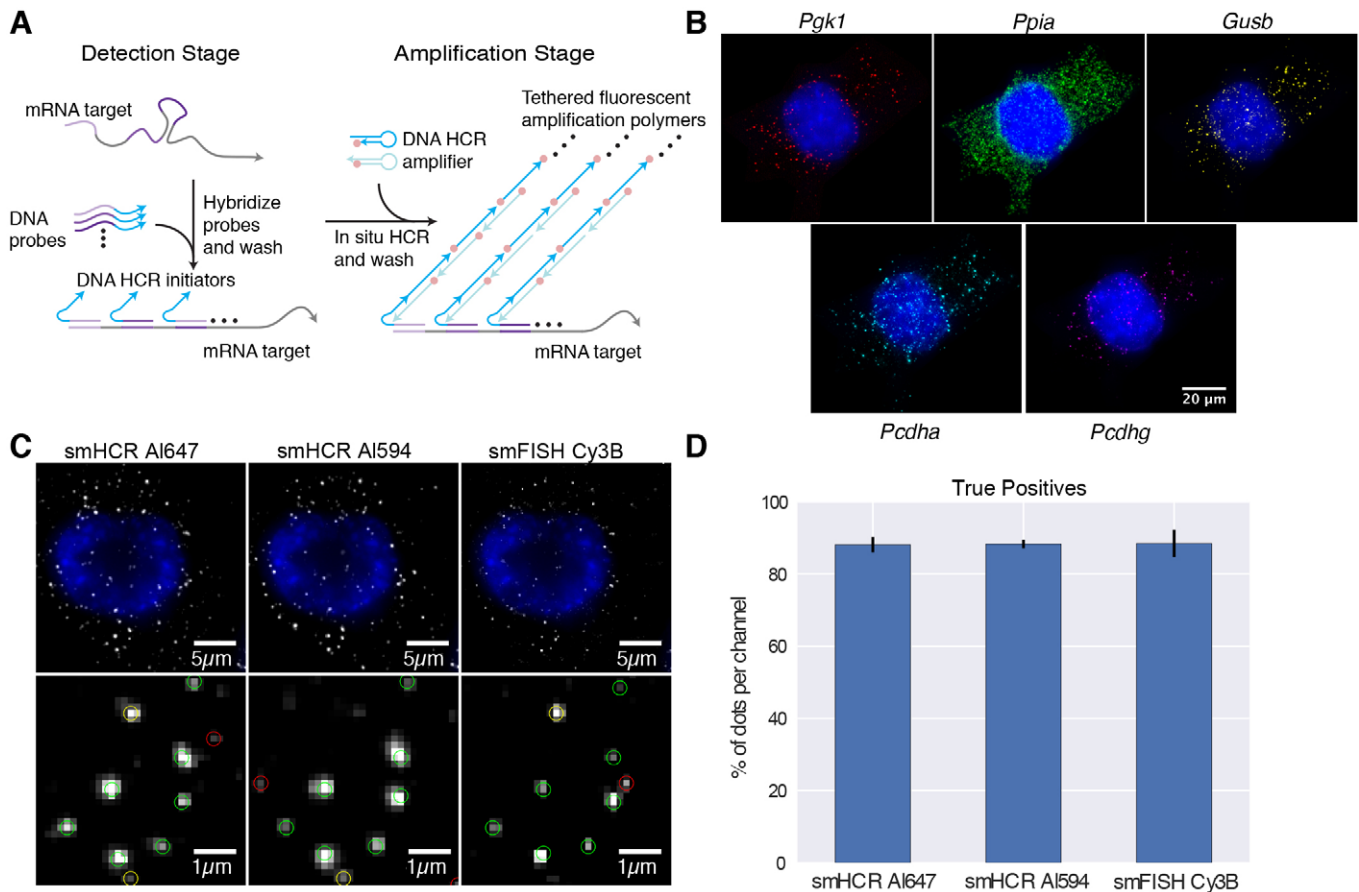 A
Detection Stage
Amplification Stage
mRNA target
Tethered fluorescent
amplification polymers
DNA HCR
amplifier
DNA
probes
Hybridize
probes
and wash
In situ HCR
and wash
DNA HCR initiators
mRNA target
mRNA target
B
Pgk1
Ppia
Gusb
20 µm
Pcdha
Pcdhg
C
smHCR Al647
smHCR Al594
smFISH Cy3B
5µm
5µm
5µm
1µm
1µm
1µm
D
True Positives
% of dots per channel
100
80
60
40
20
0
smHCR Al647
smHCR Al594
smFISH Cy3B